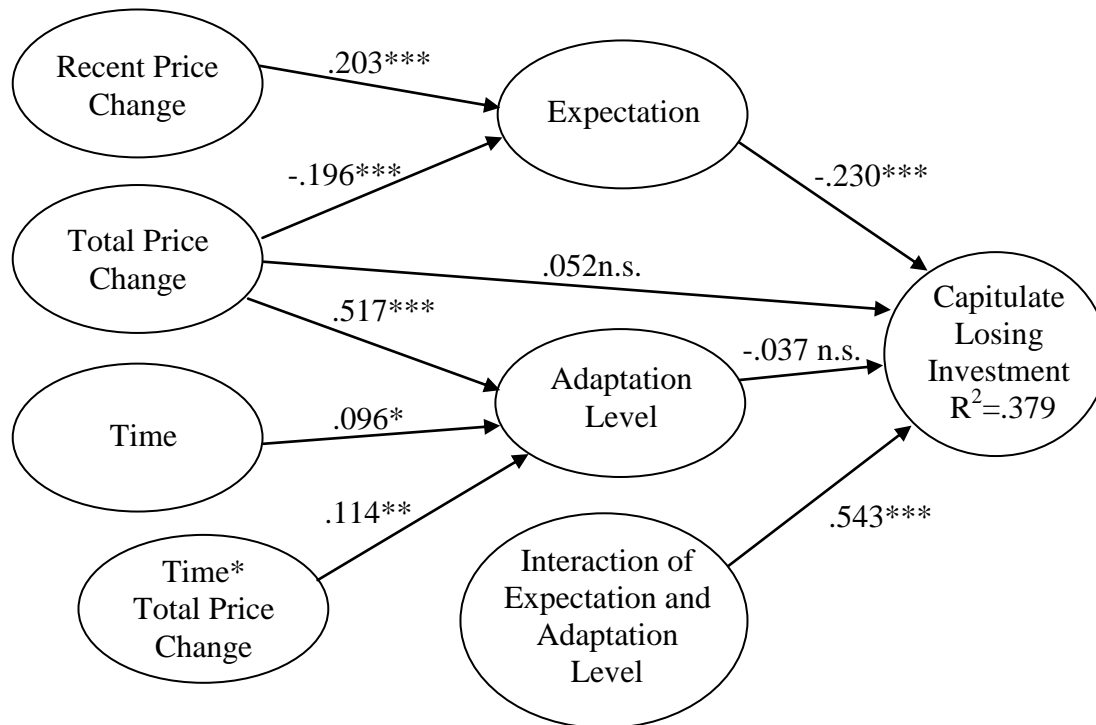 Recent Price
Change
.203***
Expectation
-.196***
-.230***
Total Price
Change
.052n.s.
.517***
Capitulate
Losing
Investment
R²=.379
-.037 n.s.
Adaptation
Level
Time
.096*
.114**
.543***
Time*
Total Price
Change
Interaction of
Expectation and
Adaptation
Level